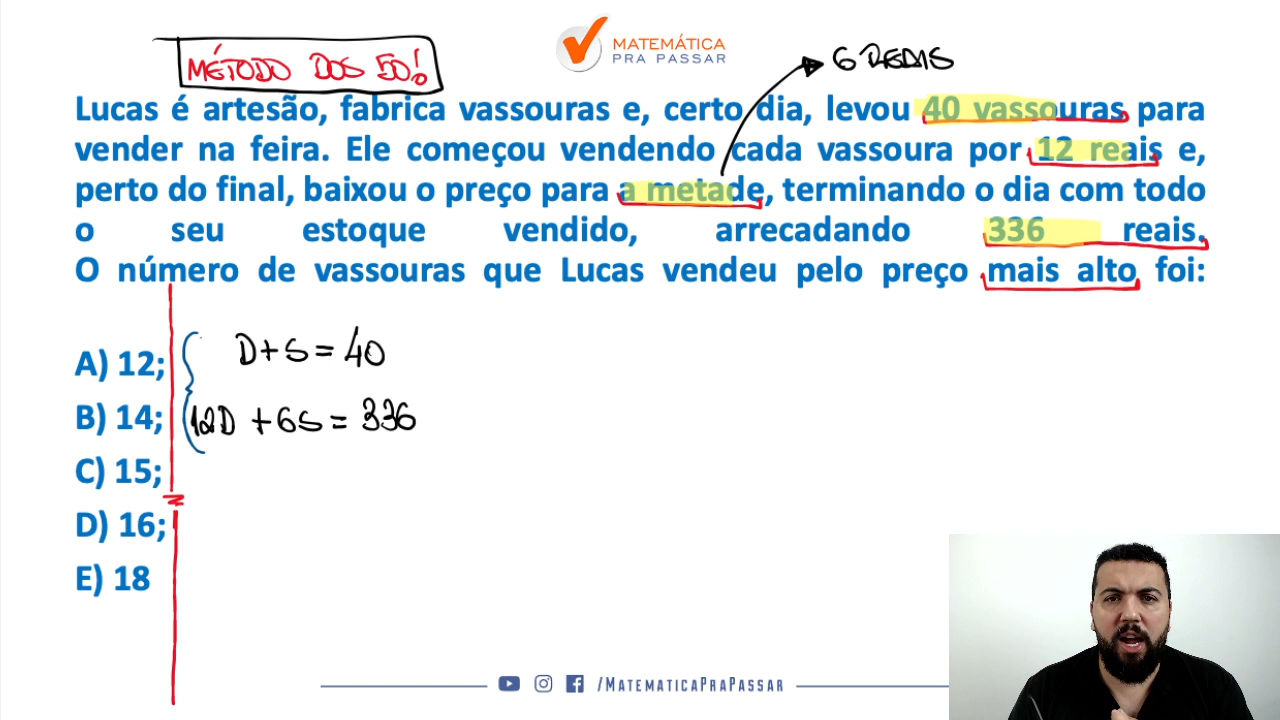 MATEMÁTICA
PRA PASSAR
MÉTODO DOS 50!
6 REAIS
Lucas é artesão, fabrica vassouras e, certo dia, levou 40 vassouras para
vender na feira. Ele começou vendendo cada vassoura por 12 reais e,
perto do final, baixou o preço para a metade, terminando o dia com todo
o seu estoque vendido, arrecadando 336 reais.
O número de vassouras que Lucas vendeu pelo preço mais alto foi:
A) 12;
D+S=40
B) 14;
12D+6S=336
C) 15;
D) 16;
E) 18
/MATEMATICAPRAPASSAR